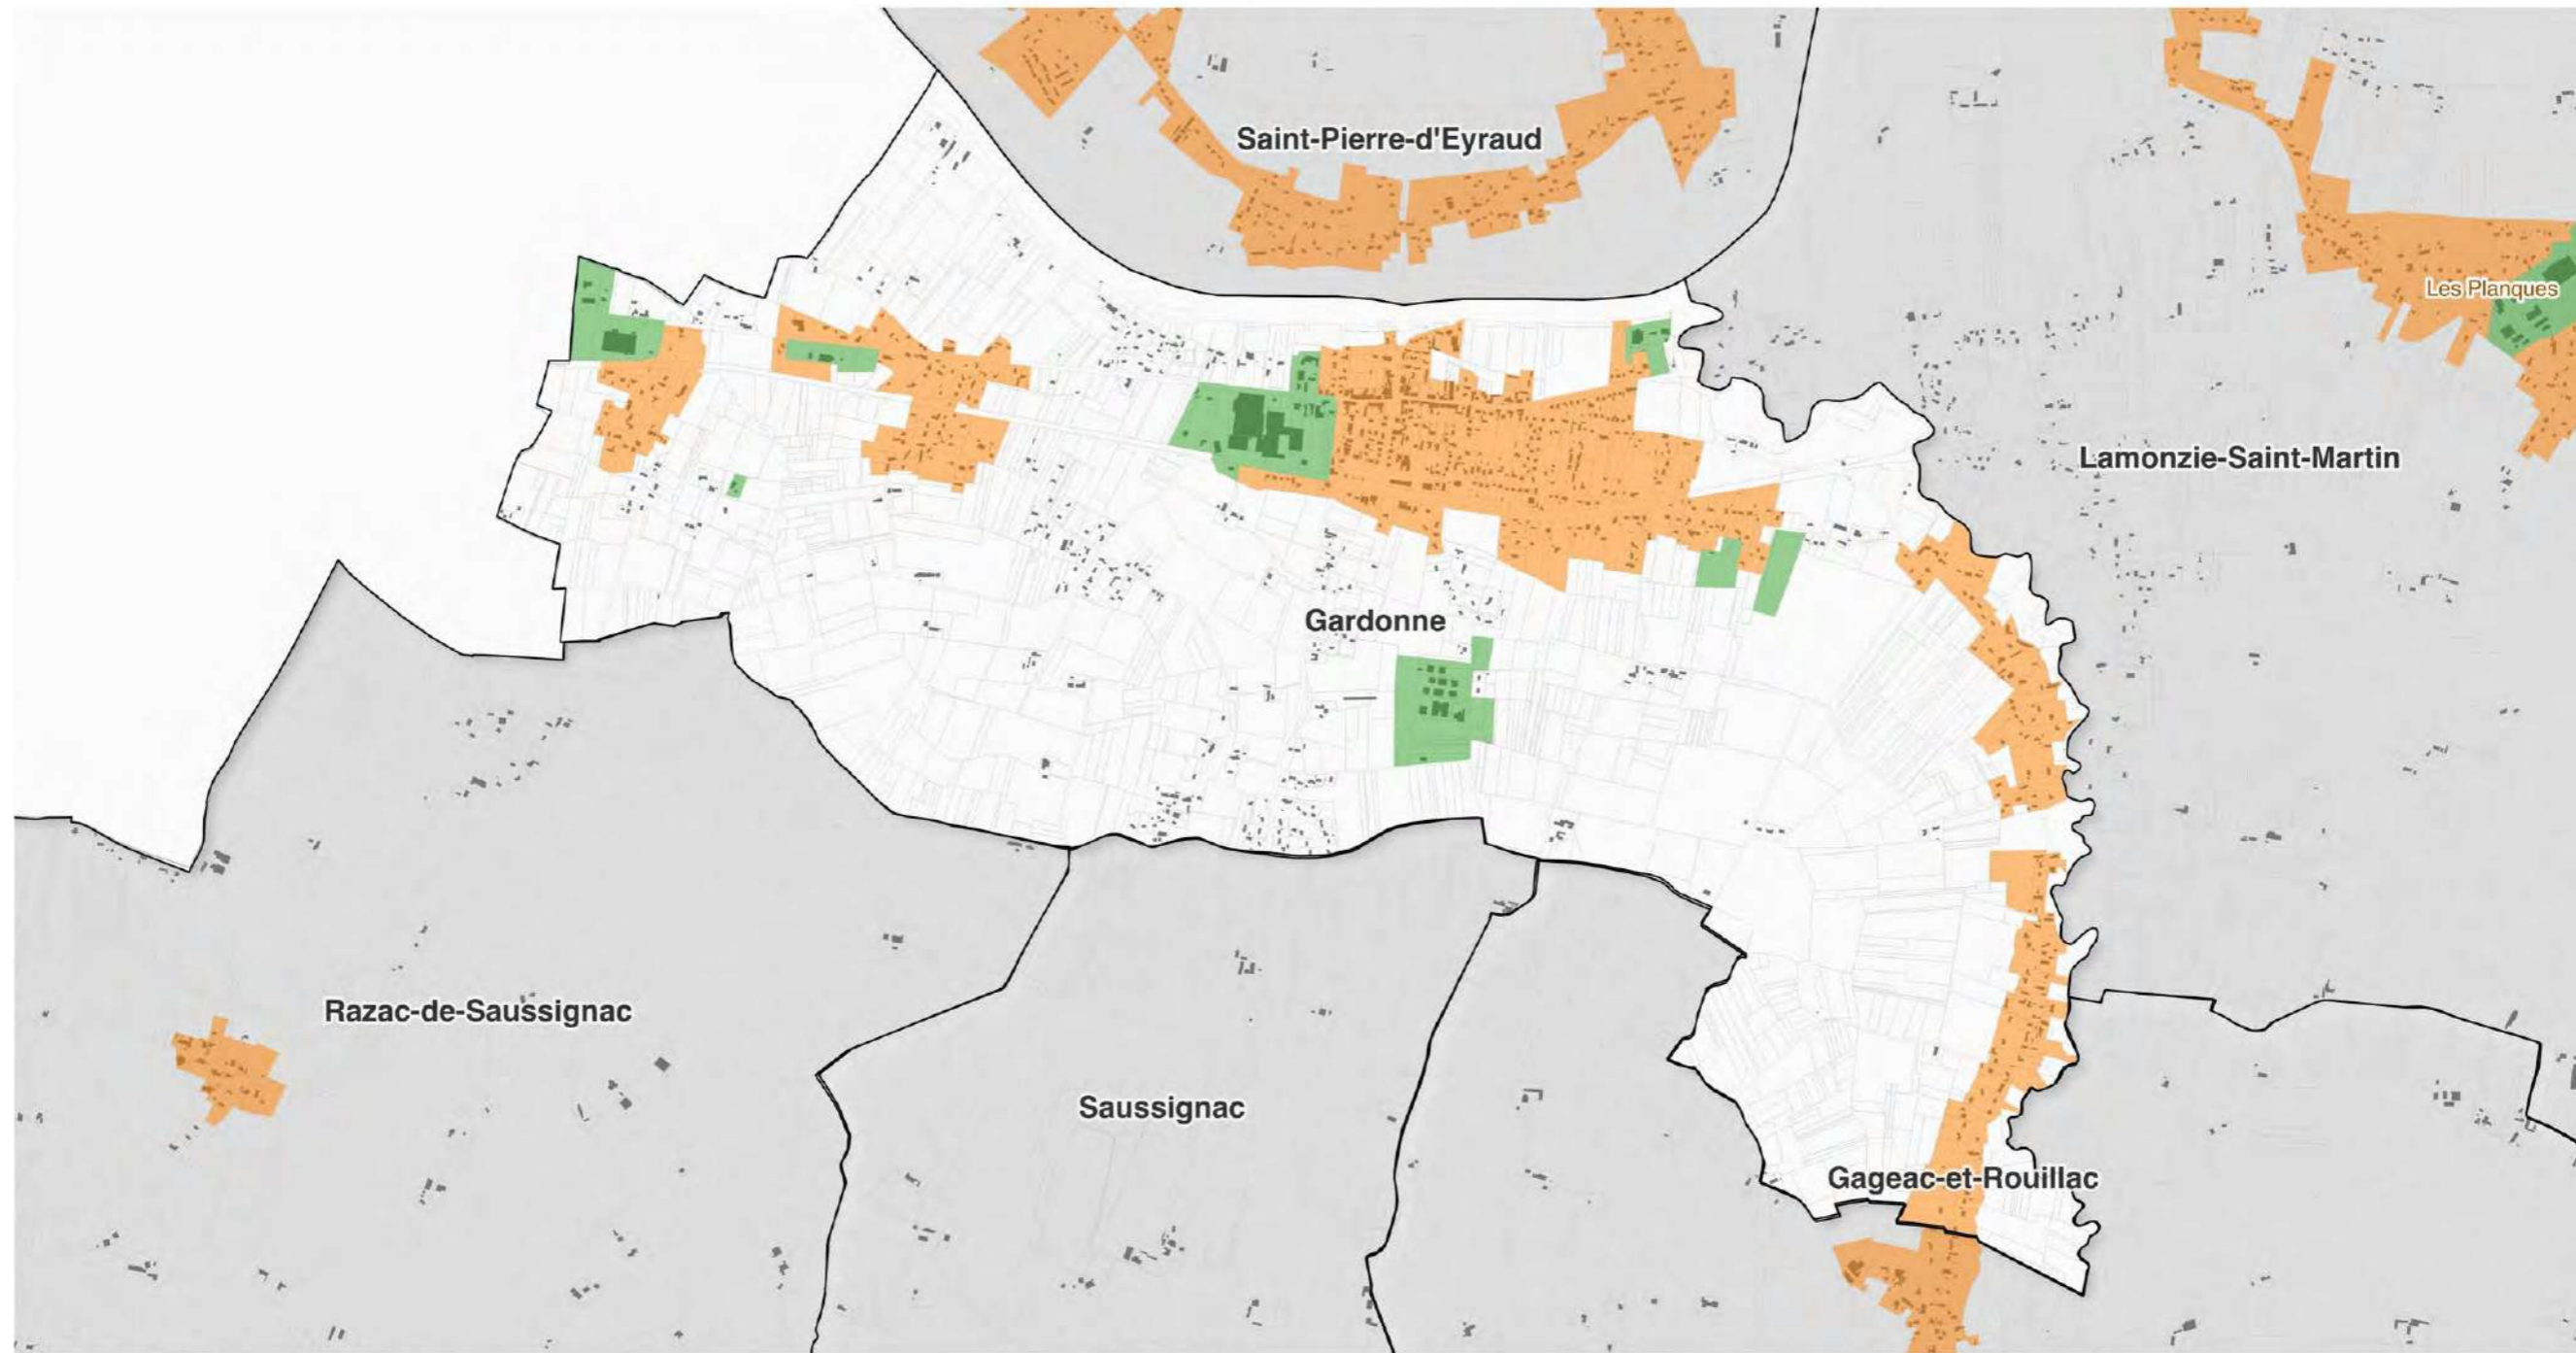 Saint-Pierre-d'Eyraud
Les Planques
Lamonzie-Saint-Martin
Gardonne
Razac-de-Saussignac
Saussignac
Gageac-et-Rouillac